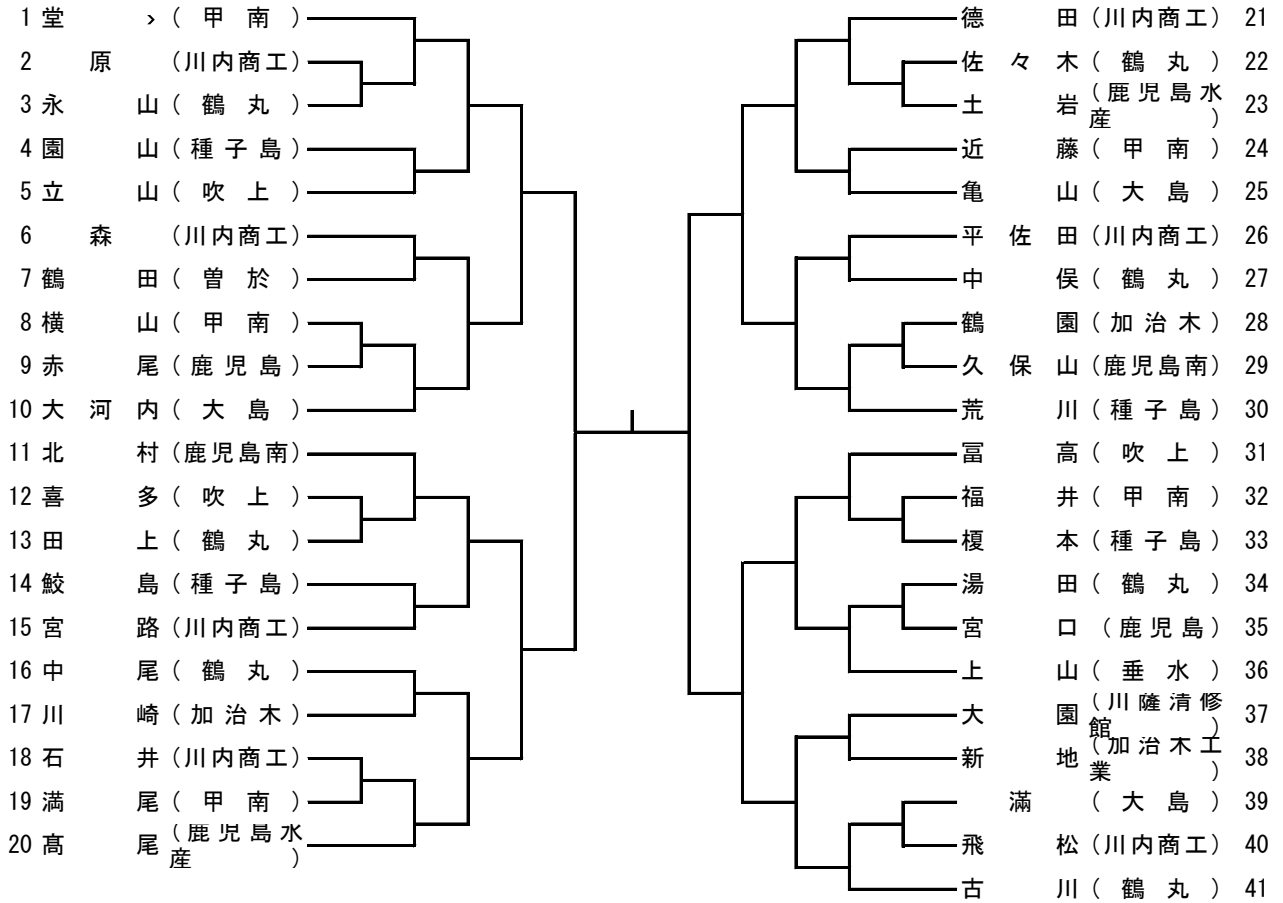 1 堂 ゝ ( 甲 南 )
2 原 (川内商工)
3 永 山 ( 鶴 丸 )
4 園 山 ( 種 子 島 )
5 立 山 ( 吹 上 )
6 森 (川内商工)
7 鶴 田 ( 曽 於 )
8 横 山 ( 甲 南 )
9 赤 尾 ( 鹿 児 島 )
10 大 河 内 ( 大 島 )
11 北 村 (鹿児島南)
12 喜 多 ( 吹 上 )
13 田 上 ( 鶴 丸 )
14 鮫 島 ( 種 子 島 )
15 宮 路 (川内商工)
16 中 尾 ( 鶴 丸 )
17 川 崎 ( 加 治 木 )
18 石 井 (川内商工)
19 満 尾 ( 甲 南 )
20 髙 尾 (鹿児島水産)
德 田 (川内商工) 21
佐 々 木 ( 鶴 丸 ) 22
土 岩 (鹿児島水産) 23
近 藤 ( 甲 南 ) 24
亀 山 ( 大 島 ) 25
平 佐 田 (川内商工) 26
中 俣 ( 鶴 丸 ) 27
鶴 園 ( 加 治 木 ) 28
久 保 山 (鹿児島南) 29
荒 川 ( 種 子 島 ) 30
冨 高 ( 吹 上 ) 31
福 井 ( 甲 南 ) 32
榎 本 ( 種 子 島 ) 33
湯 田 ( 鶴 丸 ) 34
宮 口 ( 鹿 児 島 ) 35
上 山 ( 垂 水 ) 36
大 園 (川薩清修館) 37
新 地 (加治木工業) 38
滿 ( 大 島 ) 39
飛 松 (川内商工) 40
古 川 ( 鶴 丸 ) 41